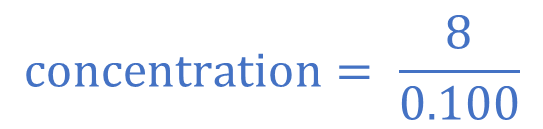 concentration = 8/0.100